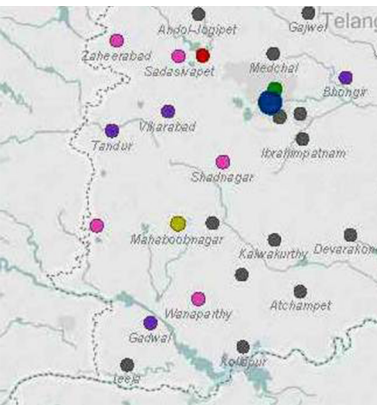 Andol-Jogipet
Gajwel
Telang
Zaheerabad
Sadasivapet
Medchal
Bhongir
Vikarabad
Tandur
Ibrahimpatnam
Shadnagar
Mahaboobnagar
Kalwakurthy
Devarakon
Wanaparthy
Atchampet
Gadwal
Kollapur
Ieeja